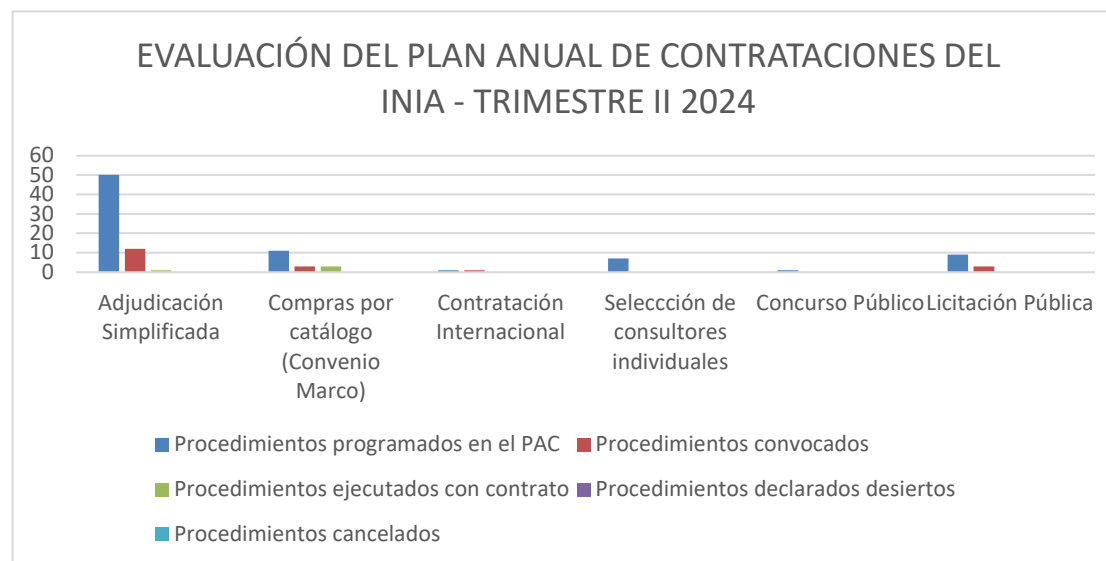 EVALUACIÓN DEL PLAN ANUAL DE CONTRATACIONES DEL
INIA - TRIMESTRE II 2024
60
50
40
30
20
10
0
Adjudicación
Simplificada
Compras por
catálogo
(Convenio
Marco)
Contratación
Internacional
Seleccción de
consultores
individuales
Concurso Público
Licitación Pública
Procedimientos programados en el PAC
Procedimientos convocados
Procedimientos ejecutados con contrato
Procedimientos declarados desiertos
Procedimientos cancelados